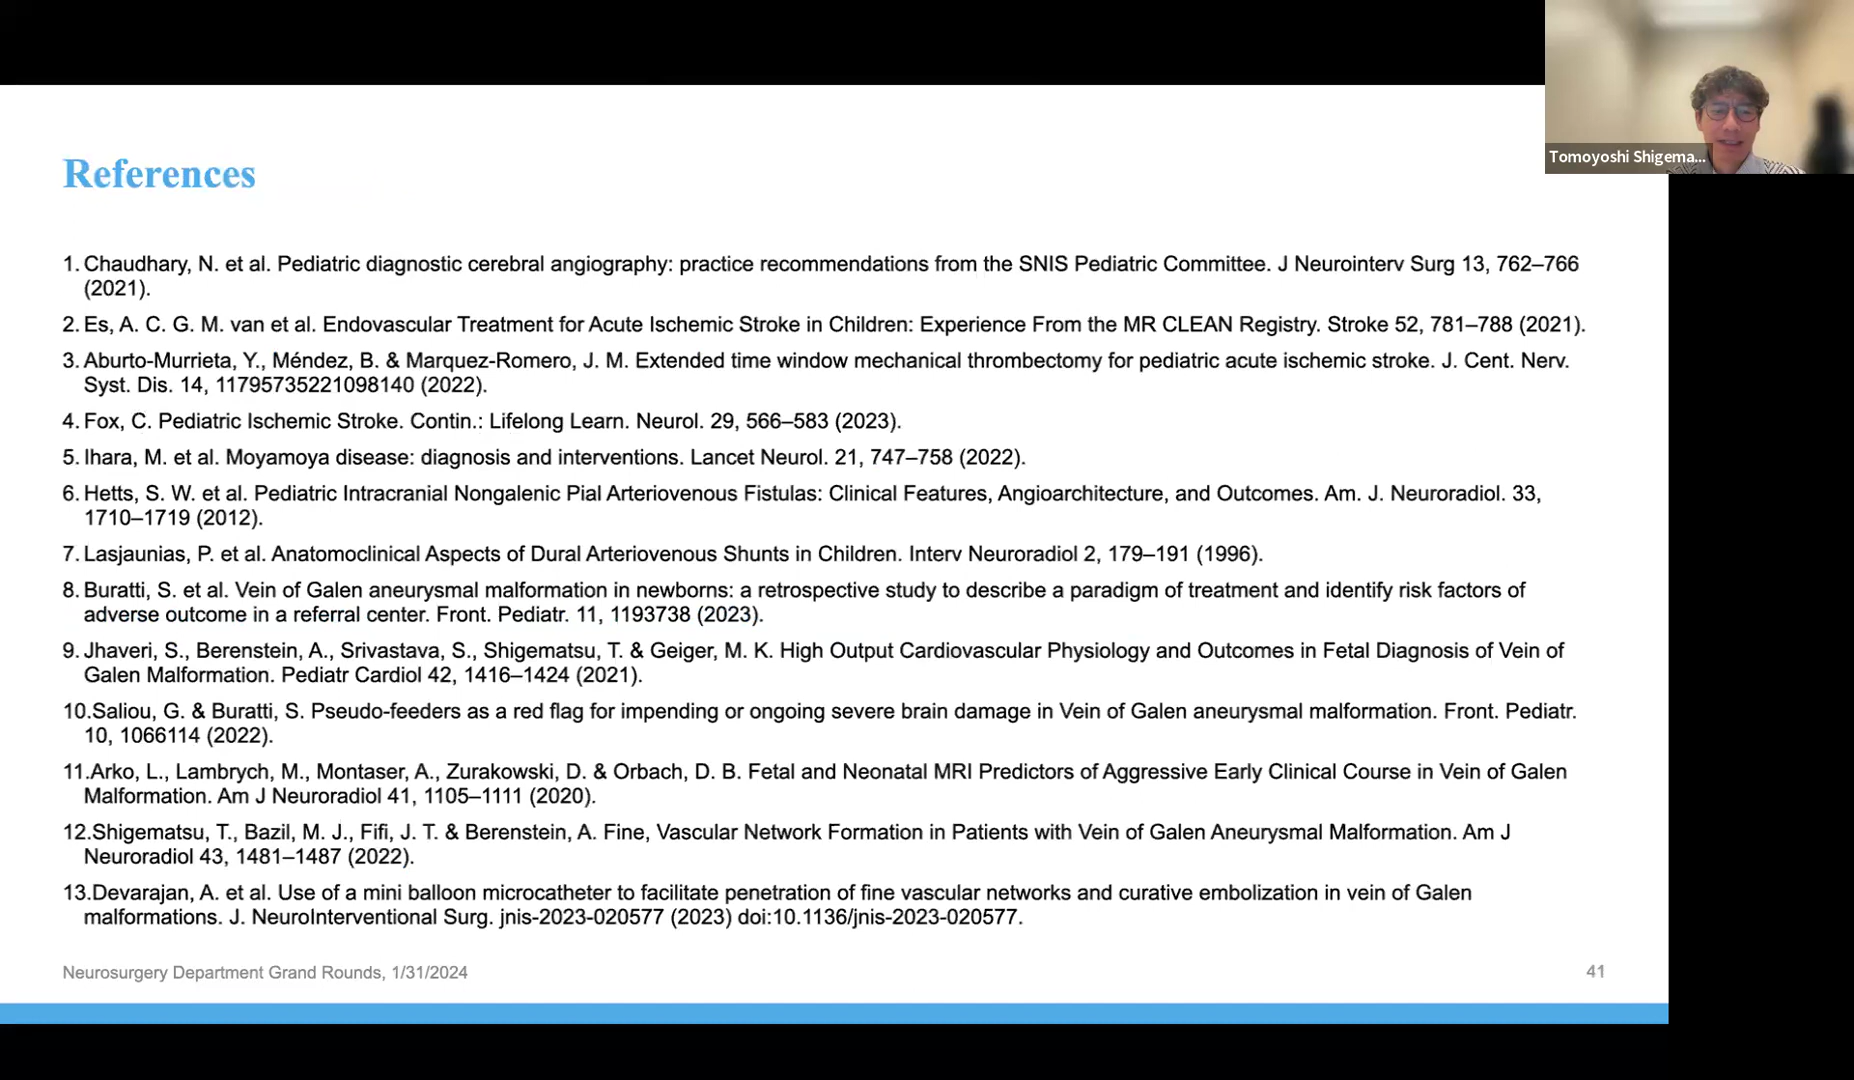 Tomoyoshi Shigema...
References
1. Chaudhary, N. et al. Pediatric diagnostic cerebral angiography: practice recommendations from the SNIS Pediatric Committee. J Neurointerv Surg 13, 762–766
(2021).
2. Es, A. C. G. M. van et al. Endovascular Treatment for Acute Ischemic Stroke in Children: Experience From the MR CLEAN Registry. Stroke 52, 781–788 (2021).
3. Aburto-Murrieta, Y., Méndez, B. & Marquez-Romero, J. M. Extended time window mechanical thrombectomy for pediatric acute ischemic stroke. J. Cent. Nerv.
Syst. Dis. 14, 11795735221098140 (2022).
4. Fox, C. Pediatric Ischemic Stroke. Contin.: Lifelong Learn. Neurol. 29, 566–583 (2023).
5. Ihara, M. et al. Moyamoya disease: diagnosis and interventions. Lancet Neurol. 21, 747–758 (2022).
6. Hetts, S. W. et al. Pediatric Intracranial Nongalenic Pial Arteriovenous Fistulas: Clinical Features, Angioarchitecture, and Outcomes. Am. J. Neuroradiol. 33,
1710–1719 (2012).
7. Lasjaunias, P. et al. Anatomoclinical Aspects of Dural Arteriovenous Shunts in Children. Interv Neuroradiol 2, 179–191 (1996).
8. Buratti, S. et al. Vein of Galen aneurysmal malformation in newborns: a retrospective study to describe a paradigm of treatment and identify risk factors of
adverse outcome in a referral center. Front. Pediatr. 11, 1193738 (2023).
9. Jhaveri, S., Berenstein, A., Srivastava, S., Shigematsu, T. & Geiger, M. K. High Output Cardiovascular Physiology and Outcomes in Fetal Diagnosis of Vein of
Galen Malformation. Pediatr Cardiol 42, 1416–1424 (2021).
10.Saliou, G. & Buratti, S. Pseudo-feeders as a red flag for impending or ongoing severe brain damage in Vein of Galen aneurysmal malformation. Front. Pediatr.
10, 1066114 (2022).
11.Arko, L., Lambrych, M., Montaser, A., Zurakowski, D. & Orbach, D. B. Fetal and Neonatal MRI Predictors of Aggressive Early Clinical Course in Vein of Galen
Malformation. Am J Neuroradiol 41, 1105–1111 (2020).
12.Shigematsu, T., Bazil, M. J., Fifi, J. T. & Berenstein, A. Fine, Vascular Network Formation in Patients with Vein of Galen Aneurysmal Malformation. Am J
Neuroradiol 43, 1481–1487 (2022).
13.Devarajan, A. et al. Use of a mini balloon microcatheter to facilitate penetration of fine vascular networks and curative embolization in vein of Galen
malformations. J. NeuroInterventional Surg. jnis-2023-020577 (2023) doi:10.1136/jnis-2023-020577.
Neurosurgery Department Grand Rounds, 1/31/2024
41